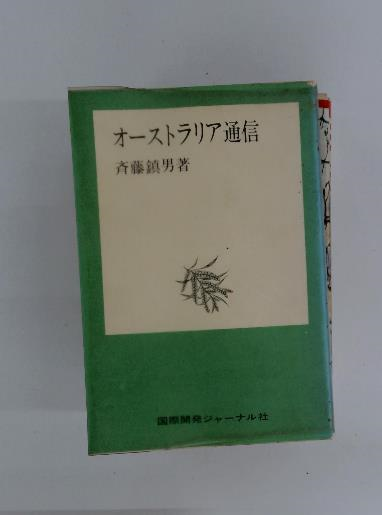 オーストラリア通信
斉藤鎮男著
国際開発ジャーナル社